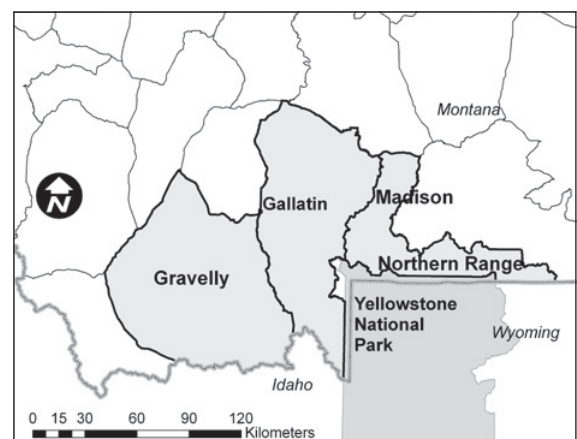 Montana
Madison
Gallatin
N
Northern Range
Gravelly
Yellowstone
National
Park
Wyoming
Idaho
0 15 30 60 90 120
Kilometers